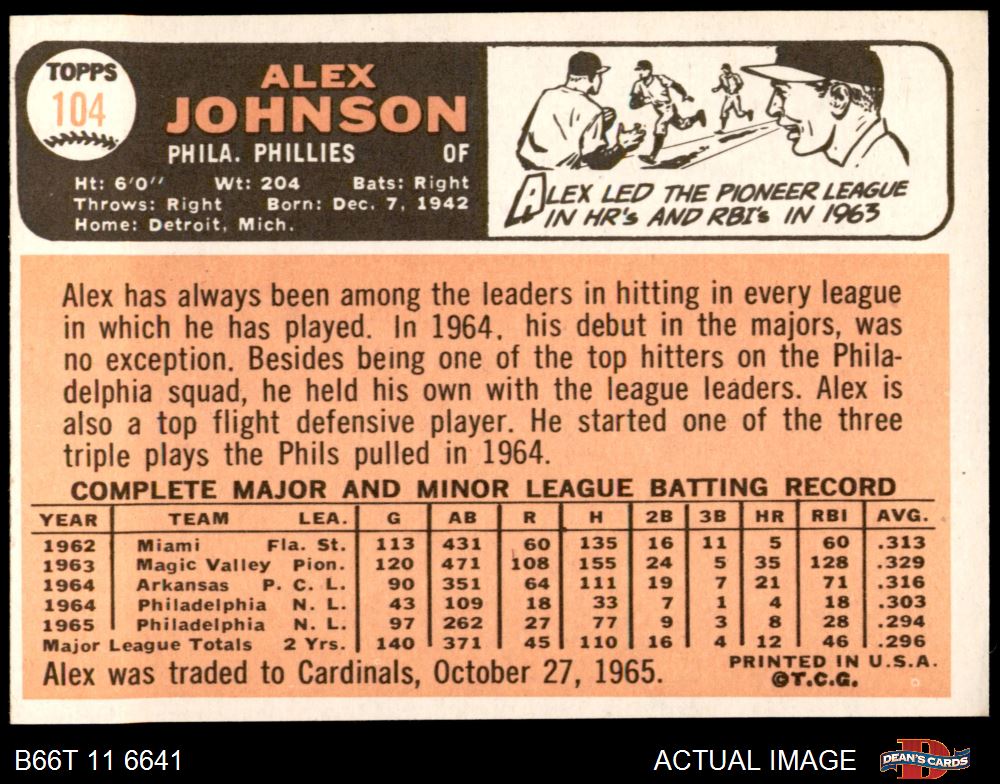 TOPPS
104
ALEX
JOHNSON
PHILA. PHILLIES OF
Ht: 6'0'' Wt: 204 Bats: Right
Throws: Right Born: Dec. 7, 1942
Home: Detroit, Mich.
ALEX LED THE PIONEER LEAGUE
IN HR's AND RBI's IN 1963
Alex has always been among the leaders in hitting in every league
in which he has played. In 1964, his debut in the majors, was
no exception. Besides being one of the top hitters on the Phila-
delphia squad, he held his own with the league leaders. Alex is
also a top flight defensive player. He started one of the three
triple plays the Phils pulled in 1964.
COMPLETE MAJOR AND MINOR LEAGUE BATTING RECORD
YEAR TEAM LEA. G AB R H 2B 3B HR RBI AVG.
1962 Miami Fla. St. 113 431 60 135 16 11 5 60 .313
1963 Magic Valley Pion. 120 471 108 155 24 5 35 128 .329
1964 Arkansas P. C. L. 90 351 64 111 19 7 21 71 .316
1964 Philadelphia N. L. 43 109 18 33 7 1 4 18 .303
1965 Philadelphia N. L. 97 262 27 77 9 3 8 28 .294
Major League Totals 2 Yrs. 140 371 45 110 16 4 12 46 .296
Alex was traded to Cardinals, October 27, 1965.
PRINTED IN U.S.A.
©T.C.G.
B66T 11 6641
ACTUAL IMAGE
D
DEAN'S CARDS